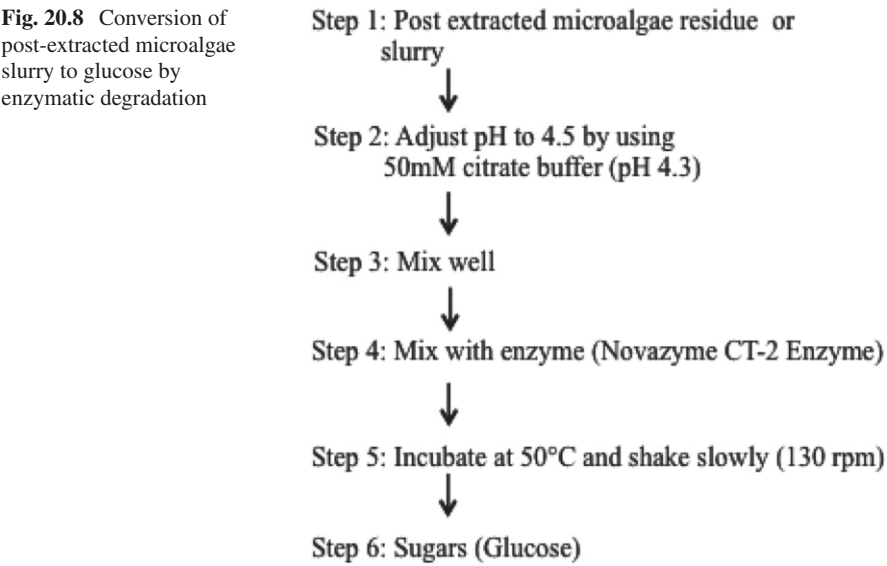 Fig. 20.8 Conversion of
post-extracted microalgae
slurry to glucose by
enzymatic degradation
Step 1: Post extracted microalgae residue or
slurry
Step 2: Adjust pH to 4.5 by using
50mM citrate buffer (pH 4.3)
Step 3: Mix well
Step 4: Mix with enzyme (Novazyme CT-2 Enzyme)
Step 5: Incubate at 50°C and shake slowly (130 rpm)
Step 6: Sugars (Glucose)